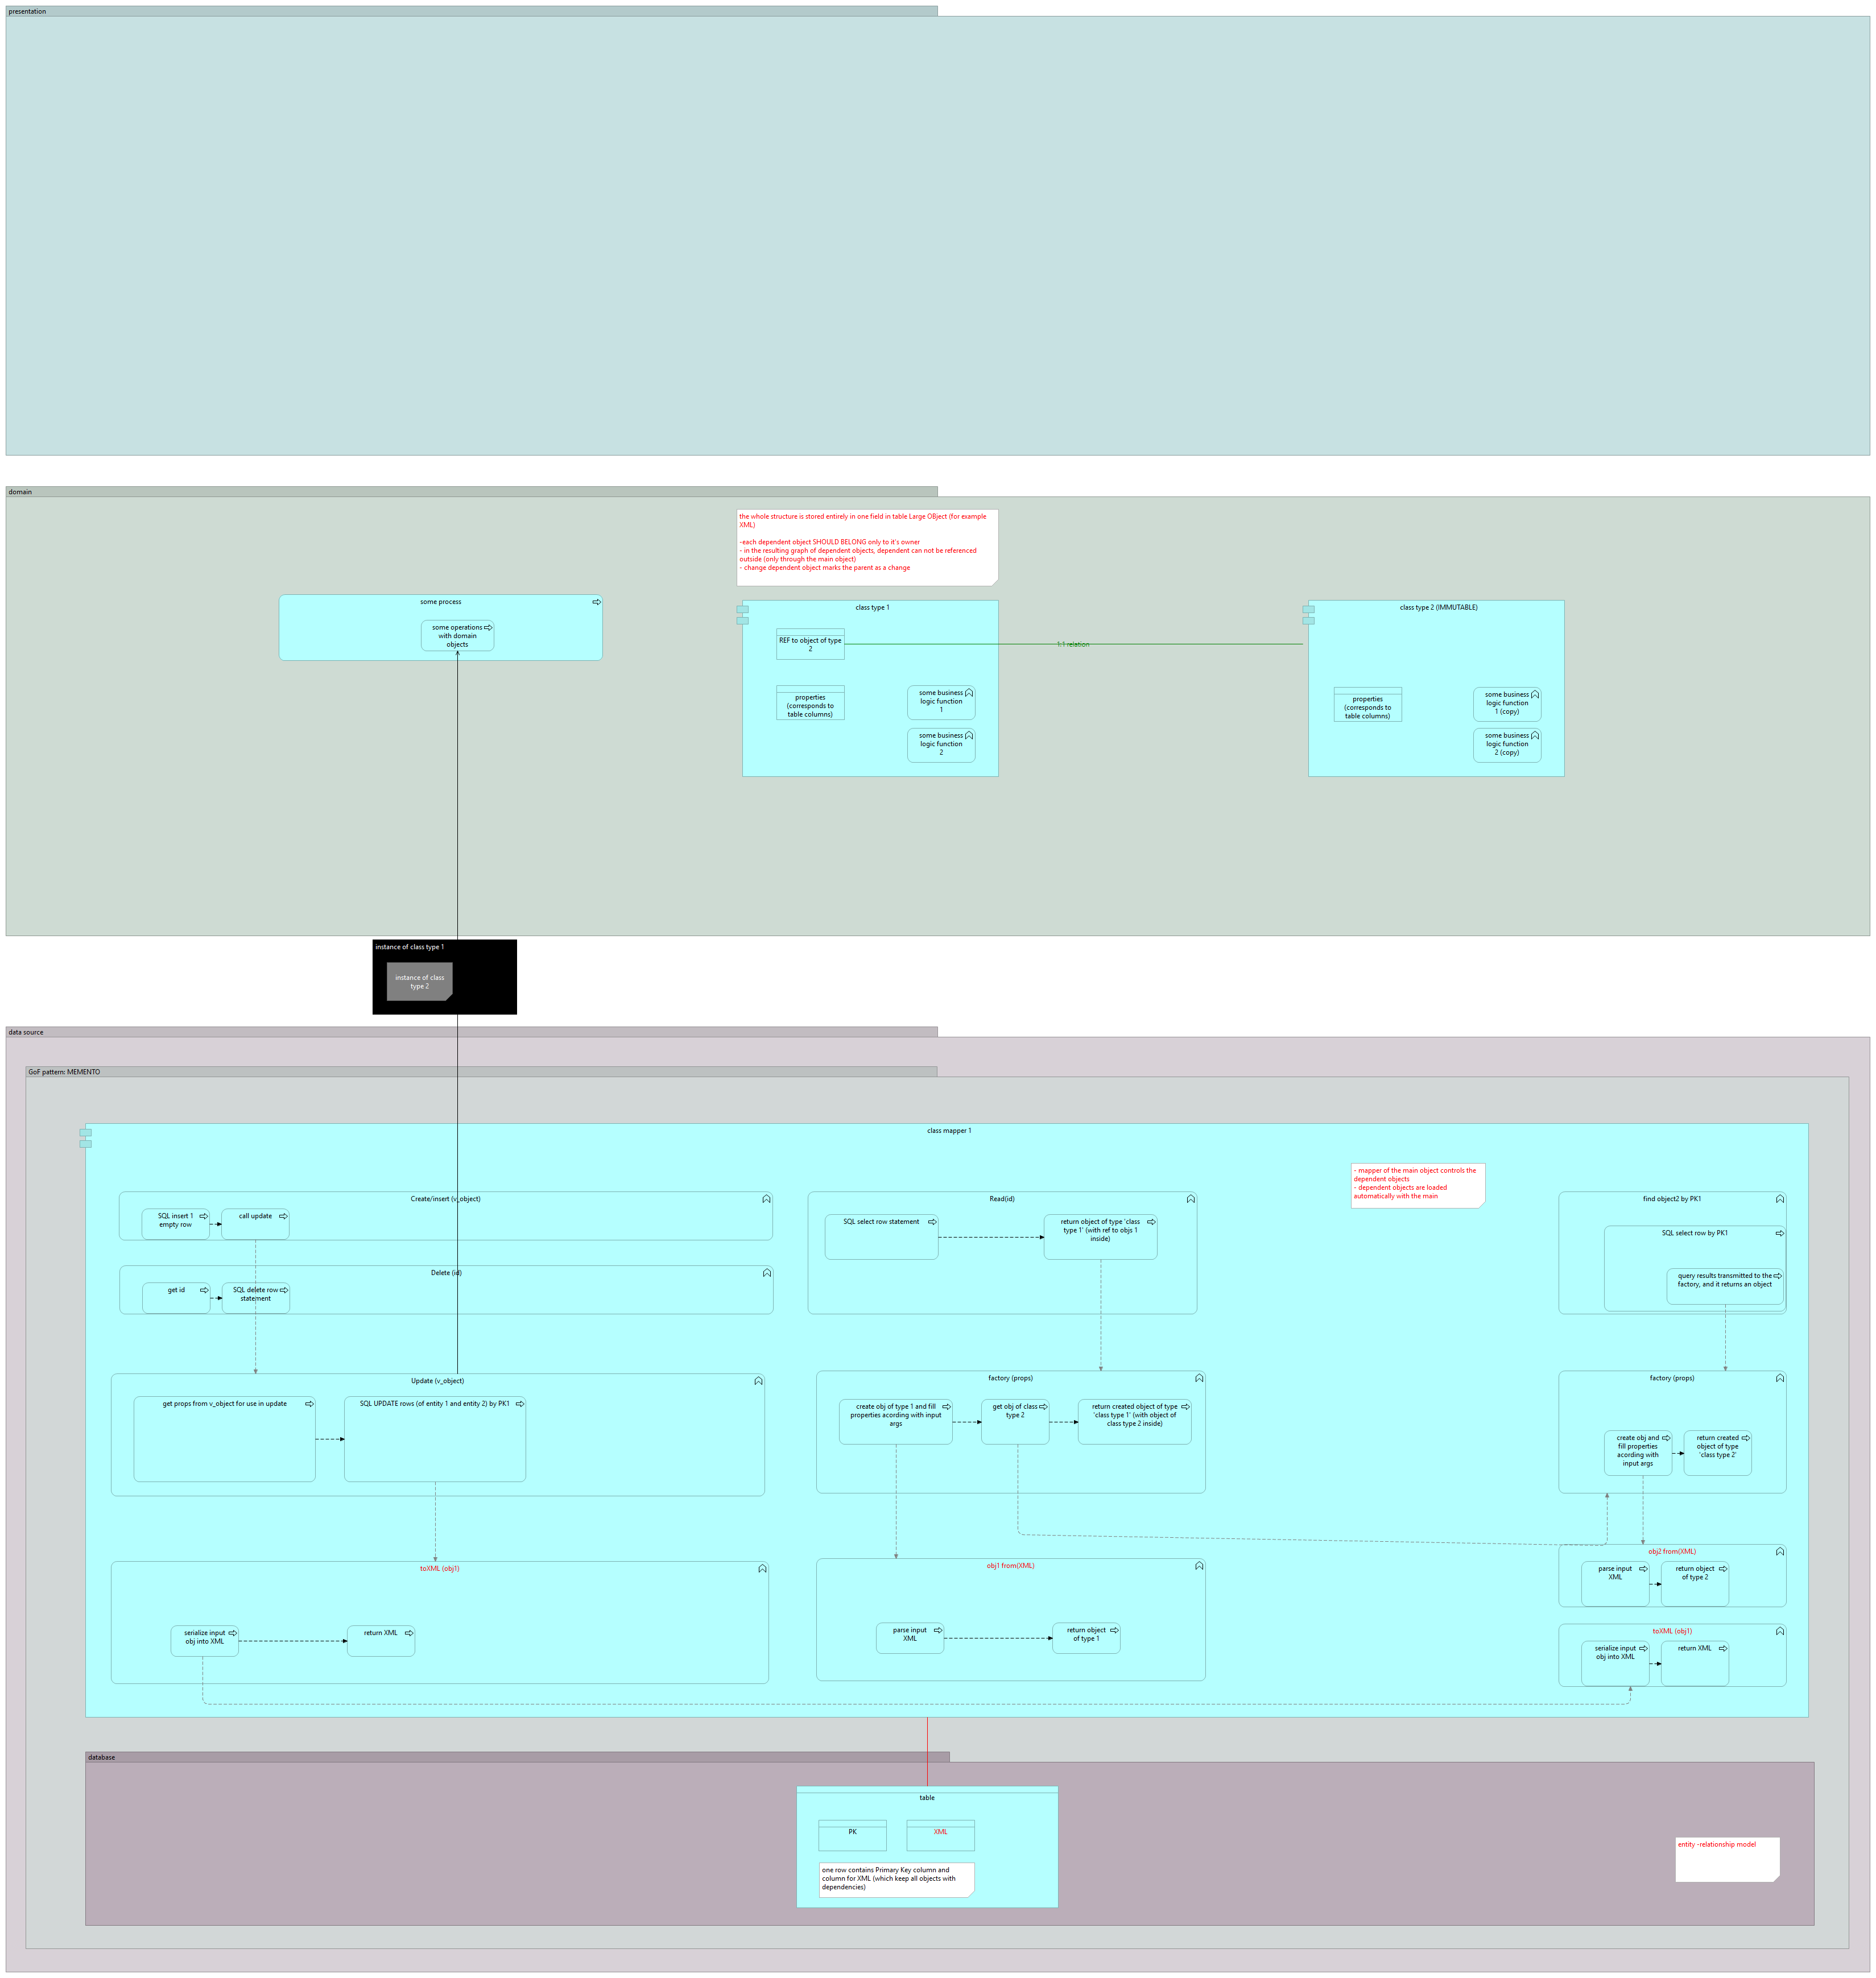 presentation
domain
the whole structure is stored entirely in one field in table Large OBject (for example
XML)
-each dependent object SHOULD BELONG only to it's owner
- in the resulting graph of dependent objects, dependent can not be referenced
outside (only through the main object)
- change dependent object marks the parent as a change
some process
some operations
with domain
objects
class type 1
REF to object of type
2
1:1 relation
properties
(corresponds to
table columns)
some business
logic function
1
some business
logic function
2
class type 2 (IMMUTABLE)
properties
(corresponds to
table columns)
some business
logic function
1 (copy)
some business
logic function
2 (copy)
instance of class type 1
instance of class
type 2
data source
GoF pattern: MEMENTO
class mapper 1
- mapper of the main object controls the
dependent objects
- dependent objects are loaded
automatically with the main
Create/insert (v_object)
SQL insert 1
empty row
call update
Delete (id)
get id
SQL delete row
statement
Read(id)
SQL select row statement
return object of type 'class
type 1' (with ref to objs 1
inside)
find object2 by PK1
SQL select row by PK1
query results transmitted to the
factory, and it returns an object
Update (v_object)
get props from v_object for use in update
SQL UPDATE rows (of entity 1 and entity 2) by PK1
factory (props)
create obj of type 1 and fill
properties acording with input
args
get obj of class
type 2
return created object of type
'class type 1' (with object of
class type 2 inside)
factory (props)
create obj and
fill properties
acording with
input args
return created
object of type
'class type 2'
toXML (obj1)
serialize input
obj into XML
return XML
obj1 from(XML)
parse input
XML
return object
of type 1
obj2 from(XML)
parse input
XML
return object
of type 2
toXML (obj1)
serialize input
obj into XML
return XML
database
table
PK
XML
one row contains Primary Key column and
column for XML (which keep all objects with
dependencies)
entity -relationship model